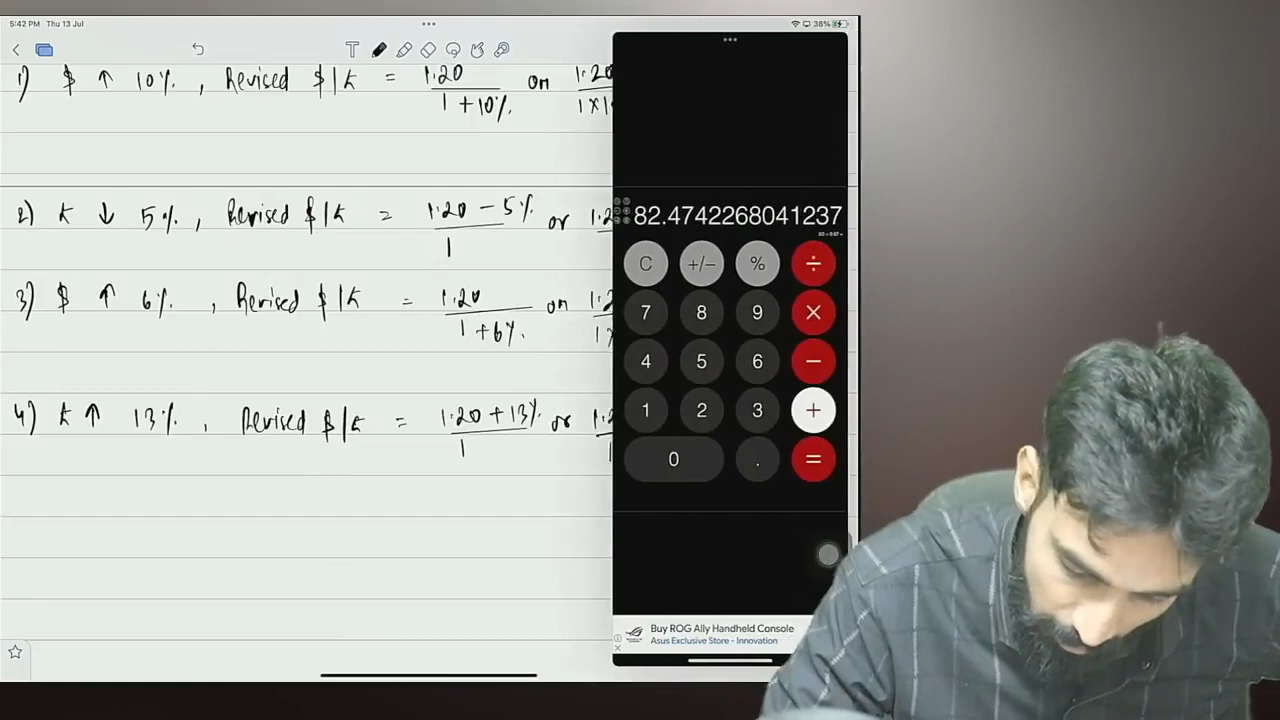 5:42 PM Thu 13 Jul
38%
T
1) $ ↑ 10%, Revised $|£ = 1.20 / 1+10% or 1.20 / 1x1
2) £ ↓ 5%, Revised $|£ = 1.20 - 5% / 1 or 1.2
3) $ ↑ 6%, Revised $|£ = 1.20 / 1+6% or 1.2 / 1x
4) £ ↑ 13%, Revised $|£ = 1.20 + 13% / 1 or 1.2 / 1
82.4742268041237
C +/− % ÷
7 8 9 ×
4 5 6 −
1 2 3 +
0 . =
Buy ROG Ally Handheld Console
Asus Exclusive Store - Innovation